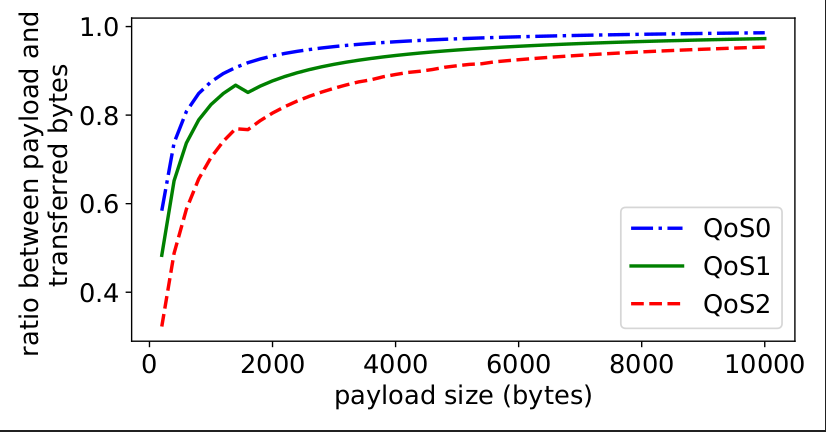 ratio between payload and
transferred bytes
1.0
0.8
0.6
0.4
0
2000
4000
6000
8000
10000
payload size (bytes)
QoS0
QoS1
QoS2